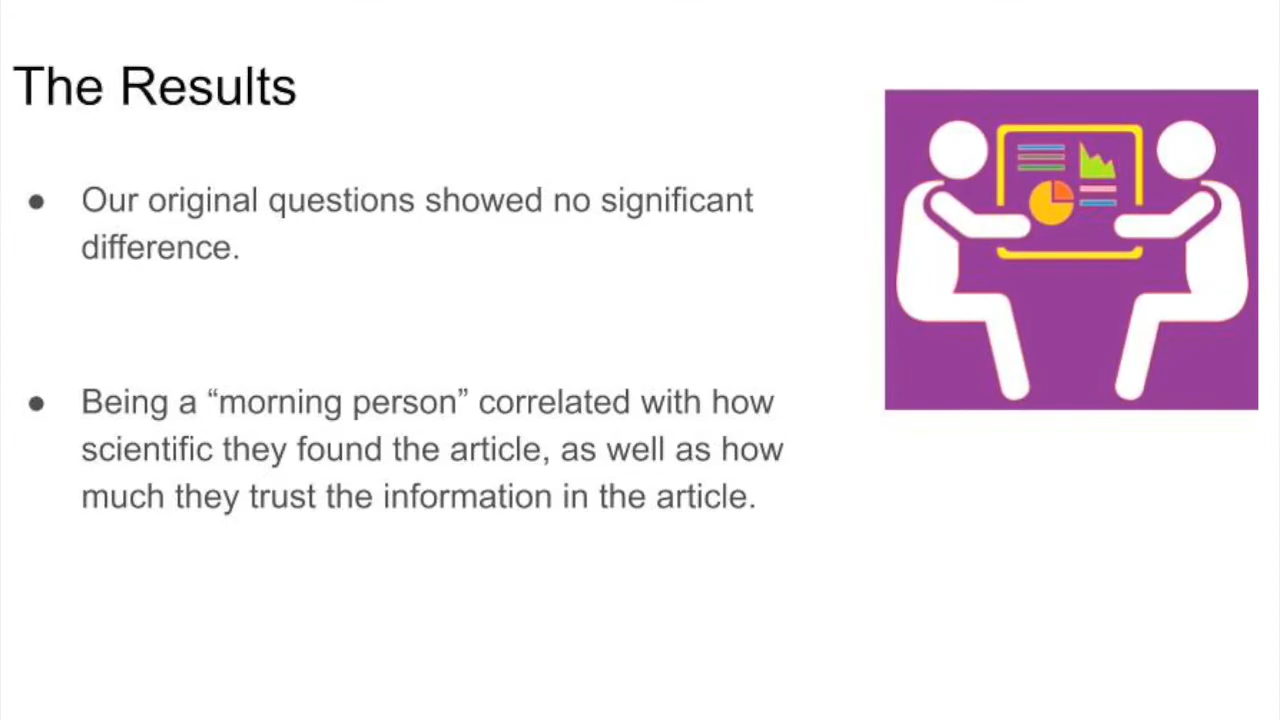 The Results
● Our original questions showed no significant
difference.
● Being a “morning person” correlated with how
scientific they found the article, as well as how
much they trust the information in the article.